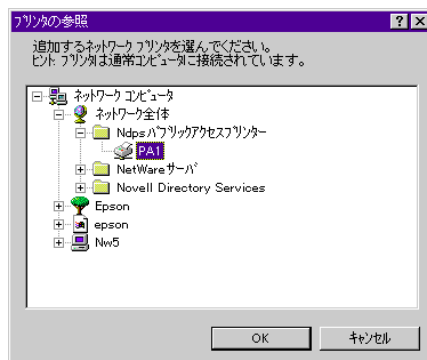 プリンタの参照
追加するネットワーク プリンタを選んでください。
ヒント プリンタは通常コンピュータに接続されています。
ネットワーク コンピュータ
ネットワーク全体
Ndps パブリックアクセスプリンター
PA1
NetWare サーバ
Novell Directory Services
Epson
epson
Nw5
OK キャンセル